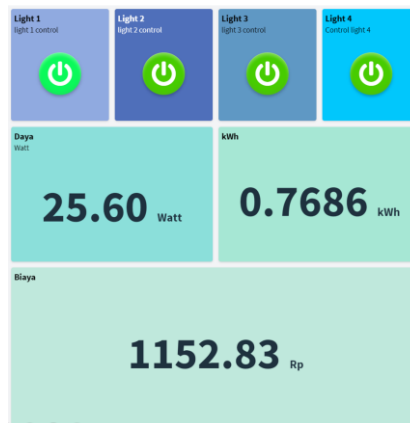 Light 1
light 1 control
Light 2
light 2 control
Light 3
light 3 control
Light 4
Control light 4
Daya
Watt
25.60 Watt
kWh
0.7686 kWh
Biaya
1152.83 Rp